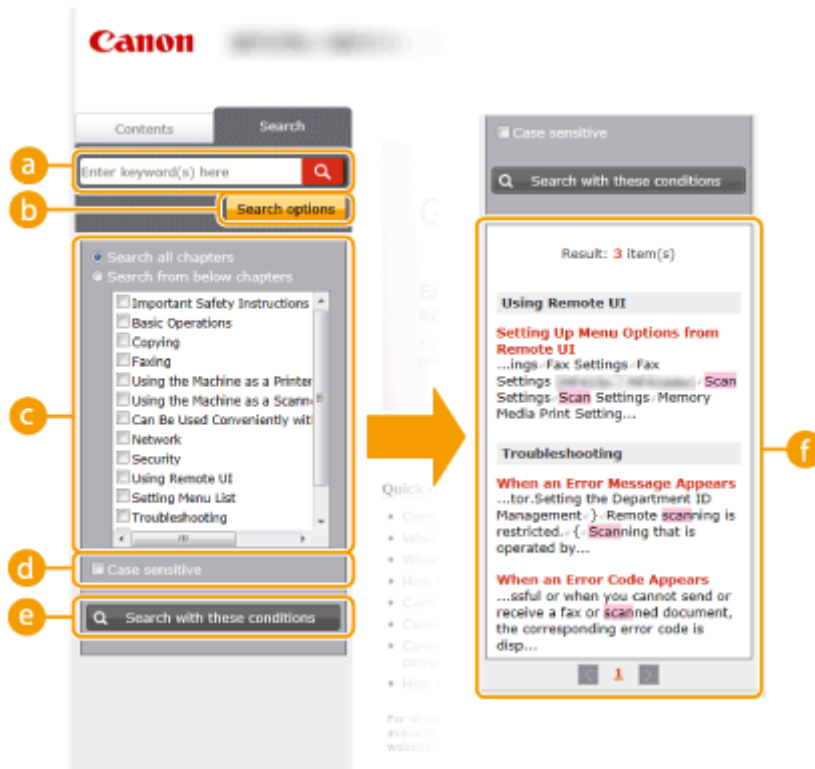 Canon
Contents
Search
a
Enter keyword(s) here
b
Search options
c
Search all chapters
Search from below chapters
Important Safety Instructions
Basic Operations
Copying
Faxing
Using the Machine as a Printer
Using the Machine as a Scann
Can Be Used Conveniently wit
Network
Security
Using Remote UI
Setting Menu List
Troubleshooting
d
Case sensitive
e
Search with these conditions
Quick
• How
For
website.
Case sensitive
Search with these conditions
f
Result: 3 item(s)
Using Remote UI
Setting Up Menu Options from
Remote UI
...ings Fax Settings Fax
Settings Scan
Settings Scan Settings Memory
Media Print Setting...
Troubleshooting
When an Error Message Appears
...tor.Setting the Department ID
Management } Remote scanning is
restricted. { Scanning that is
operated by...
When an Error Code Appears
...ssful or when you cannot send or
receive a fax or scanned document,
the corresponding error code is
disp...
< 1 >